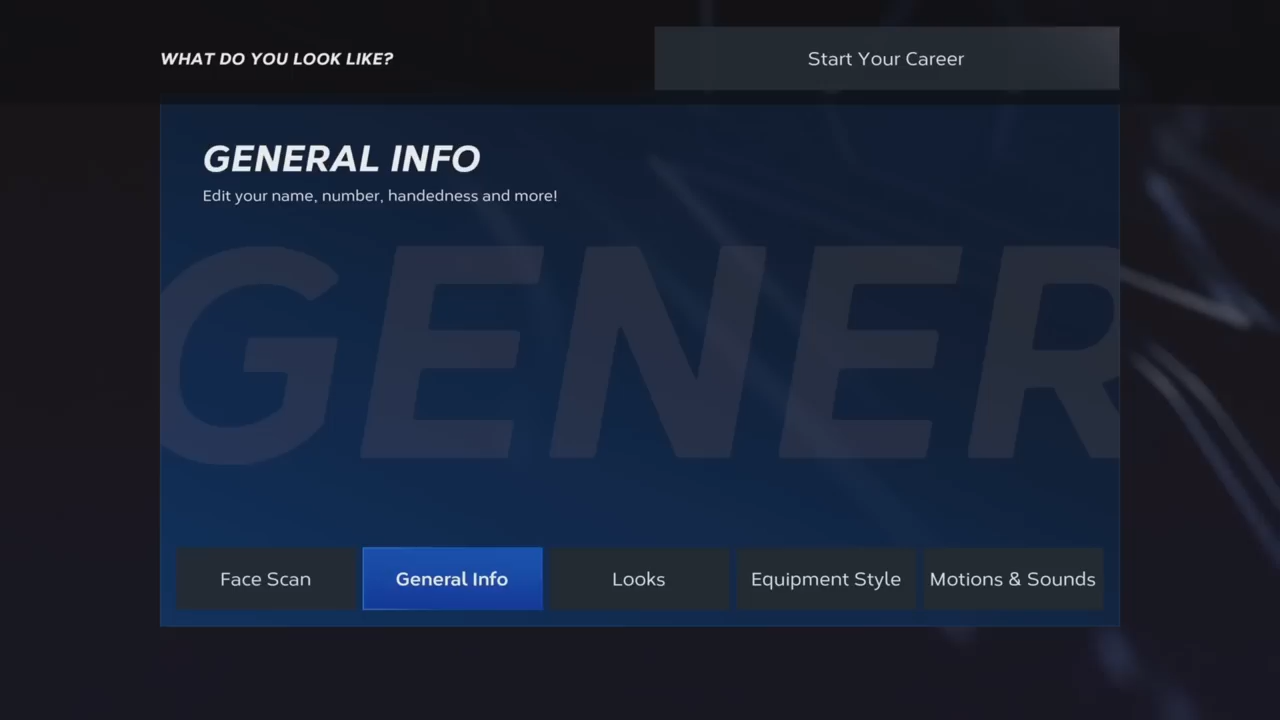 WHAT DO YOU LOOK LIKE?
Start Your Career
GENERAL INFO
Edit your name, number, handedness and more!
GENER
Face Scan
General Info
Looks
Equipment Style
Motions & Sounds